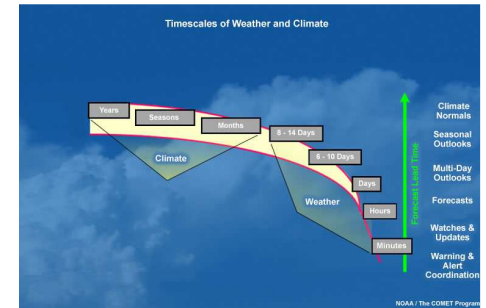 Timescales of Weather and Climate
Years
Seasons
Months
8 - 14 Days
6 - 10 Days
Days
Hours
Minutes
Climate
Weather
Forecast Lead Time
Climate
Normals
Seasonal
Outlooks
Multi-Day
Outlooks
Forecasts
Watches &
Updates
Warning &
Alert
Coordination
NOAA / The COMET Program